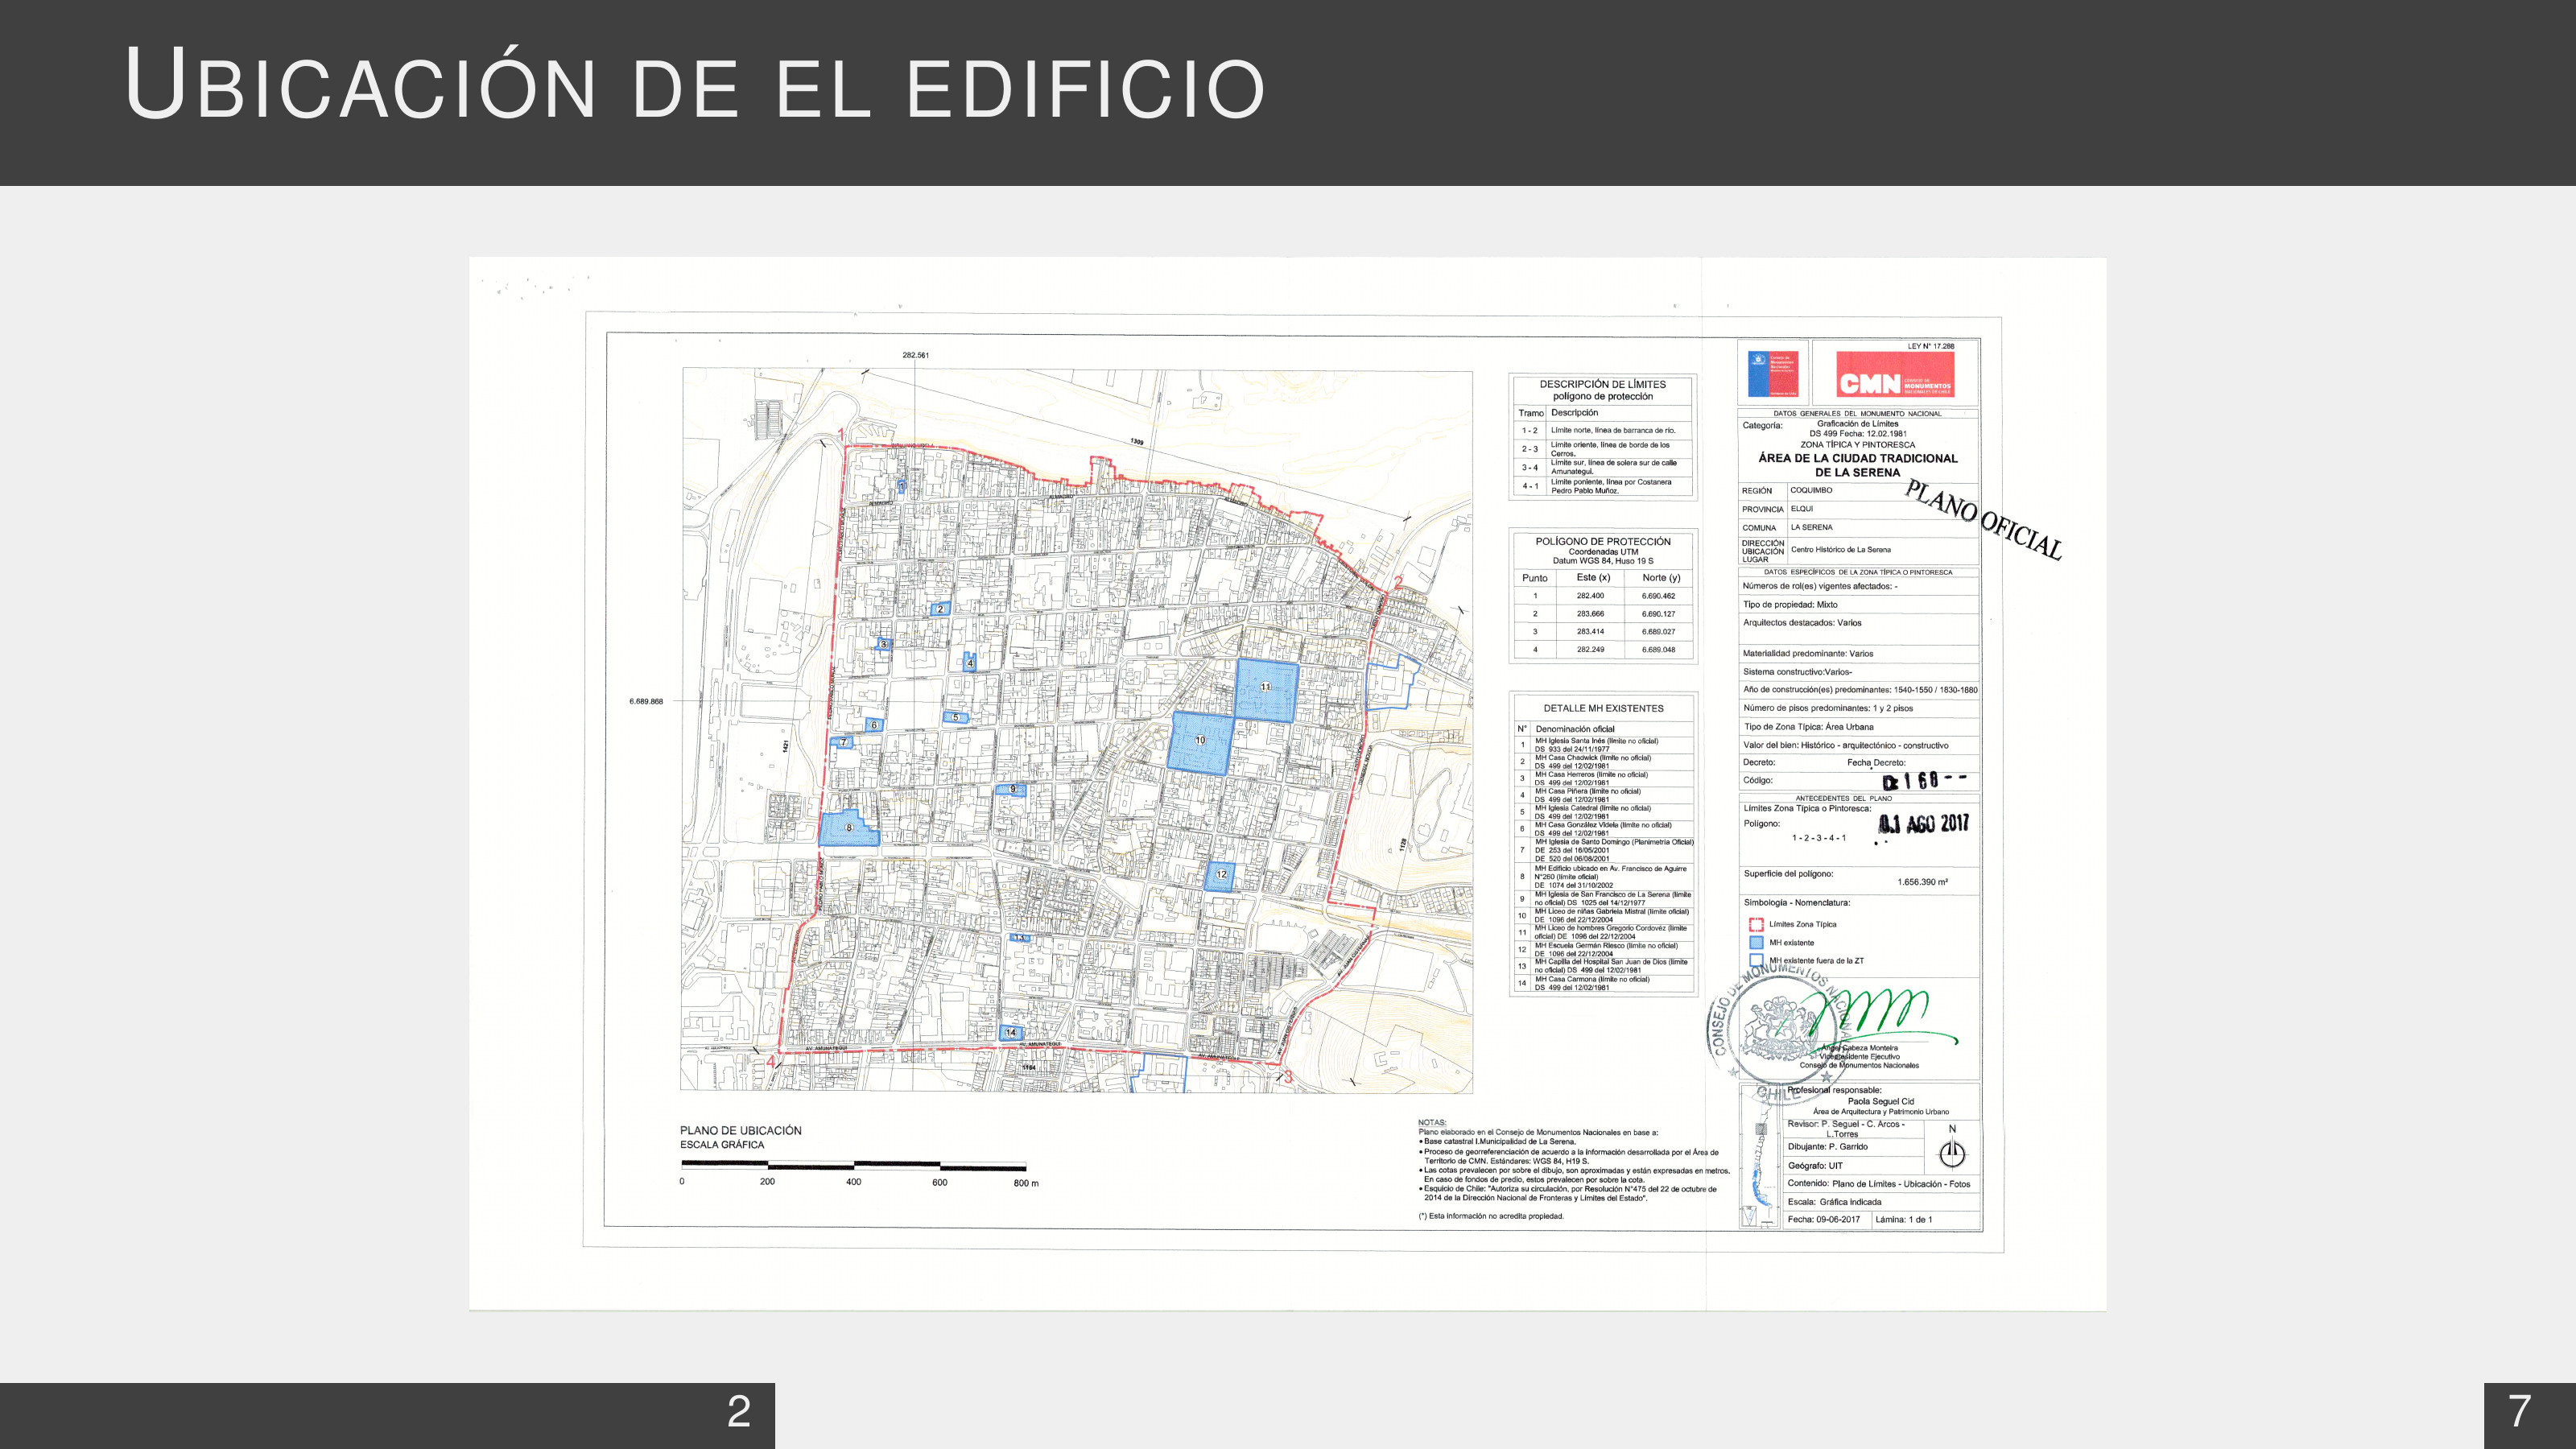 UBICACIÓN DE EL EDIFICIO
282.561
6.689.868
1309
1421
1128
1164
1
2
3
4
ALMAGRO
AV. AMUNATEGUI
AV. AMUNATEGUI
1
2
3
4
5
6
7
8
9
10
11
12
13
14
PLANO DE UBICACIÓN
ESCALA GRÁFICA
0 200 400 600 800 m
DESCRIPCIÓN DE LÍMITES
polígono de protección
Tramo Descripción
1 - 2 Límite norte, línea de barranca de río.
2 - 3 Límite oriente, línea de borde de los
Cerros.
3 - 4 Límite sur, línea de solera sur de calle
Amunategui.
4 - 1 Límite poniente, línea por Costanera
Pedro Pablo Muñoz.
POLÍGONO DE PROTECCIÓN
Coordenadas UTM
Datum WGS 84, Huso 19 S
Punto Este (x) Norte (y)
1 282.400 6.690.462
2 283.666 6.690.127
3 283.414 6.689.027
4 282.249 6.689.048
DETALLE MH EXISTENTES
N° Denominación oficial
1 MH Iglesia Santa Inés (límite no oficial)
DS 933 del 24/11/1977
2 MH Casa Chadwick (límite no oficial)
DS 499 del 12/02/1981
3 MH Casa Herreros (límite no oficial)
DS 499 del 12/02/1981
4 MH Casa Piñera (límite no oficial)
DS 499 del 12/02/1981
5 MH Iglesia Catedral (límite no oficial)
DS 499 del 12/02/1981
6 MH Casa González Videla (límite no oficial)
DS 499 del 12/02/1981
7 MH Iglesia de Santo Domingo (Planimetría Oficial)
DE 253 del 16/05/2001
DE 520 del 06/08/2001
8 MH Edificio ubicado en Av. Francisco de Aguirre
N°260 (límite oficial)
DE 1074 del 31/10/2002
9 MH Iglesia de San Francisco de La Serena (límite
no oficial) DS 1025 del 14/12/1977
10 MH Liceo de niñas Gabriela Mistral (límite oficial)
DE 1096 del 22/12/2004
11 MH Liceo de hombres Gregorio Cordovéz (límite
oficial) DE 1096 del 22/12/2004
12 MH Escuela Germán Riesco (límite no oficial)
DE 1096 del 22/12/2004
13 MH Capilla del Hospital San Juan de Dios (límite
no oficial) DS 499 del 12/02/1981
14 MH Casa Carmona (límite no oficial)
DS 499 del 12/02/1981
NOTAS:
Plano elaborado en el Consejo de Monumentos Nacionales en base a:
• Base catastral I.Municipalidad de La Serena.
• Proceso de georreferenciación de acuerdo a la información desarrollada por el Área de
Territorio de CMN. Estándares: WGS 84, H19 S.
• Las cotas prevalecen por sobre el dibujo, son aproximadas y están expresadas en metros.
En caso de fondos de predio, estos prevalecen por sobre la cota.
• Esquicio de Chile: "Autoriza su circulación, por Resolución N°475 del 22 de octubre de
2014 de la Dirección Nacional de Fronteras y Límites del Estado".
(*) Esta información no acredita propiedad.
LEY N° 17.288
CMN CONSEJO DE
MONUMENTOS
NACIONALES DE CHILE
DATOS GENERALES DEL MONUMENTO NACIONAL
Categoría: Graficación de Límites
DS 499 Fecha: 12.02.1981
ZONA TÍPICA Y PINTORESCA
ÁREA DE LA CIUDAD TRADICIONAL
DE LA SERENA
PLANO OFICIAL
REGIÓN COQUIMBO
PROVINCIA ELQUI
COMUNA LA SERENA
DIRECCIÓN
UBICACIÓN
LUGAR
Centro Histórico de La Serena
DATOS ESPECÍFICOS DE LA ZONA TÍPICA O PINTORESCA
Números de rol(es) vigentes afectados: -
Tipo de propiedad: Mixto
Arquitectos destacados: Varios
Materialidad predominante: Varios
Sistema constructivo:Varios-
Año de construcción(es) predominantes: 1540-1550 / 1830-1880
Número de pisos predominantes: 1 y 2 pisos
Tipo de Zona Típica: Área Urbana
Valor del bien: Histórico - arquitectónico - constructivo
Decreto: Fecha Decreto:
Código:
ANTECEDENTES DEL PLANO
Límites Zona Típica o Pintoresca:
Polígono:
1 - 2 - 3 - 4 - 1
01 AGO 2017
Superficie del polígono:
1.656.390 m²
Simbología - Nomenclatura:
Límites Zona Típica
MH existente
MH existente fuera de la ZT
CONSEJO DE MONUMENTOS NACIONALES
CHILE
Ángel Cabeza Monteira
Vicepresidente Ejecutivo
Consejo de Monumentos Nacionales
Profesional responsable:
Paola Seguel Cid
Área de Arquitectura y Patrimonio Urbano
Revisor: P. Seguel - C. Arcos -
L.Torres
N
Dibujante: P. Garrido
Geógrafo: UIT
Contenido: Plano de Límites - Ubicación - Fotos
Escala: Gráfica indicada
Fecha: 09-06-2017 Lámina: 1 de 1
2
7